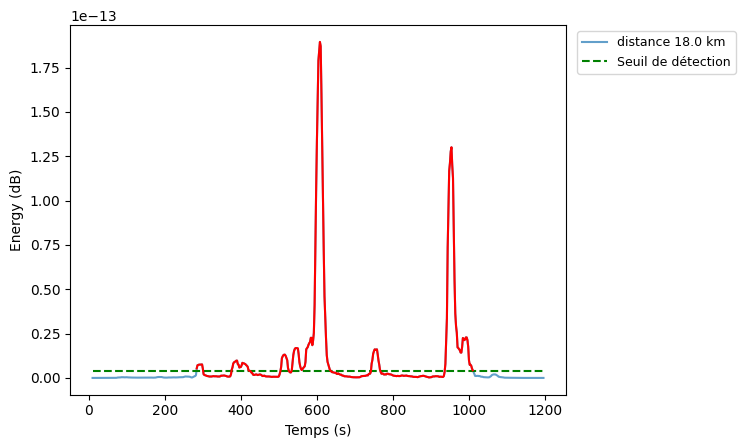 1e−13
distance 18.0 km
Seuil de détection
1.75
1.50
1.25
1.00
0.75
0.50
0.25
0.00
Energy (dB)
0 200 400 600 800 1000 1200
Temps (s)